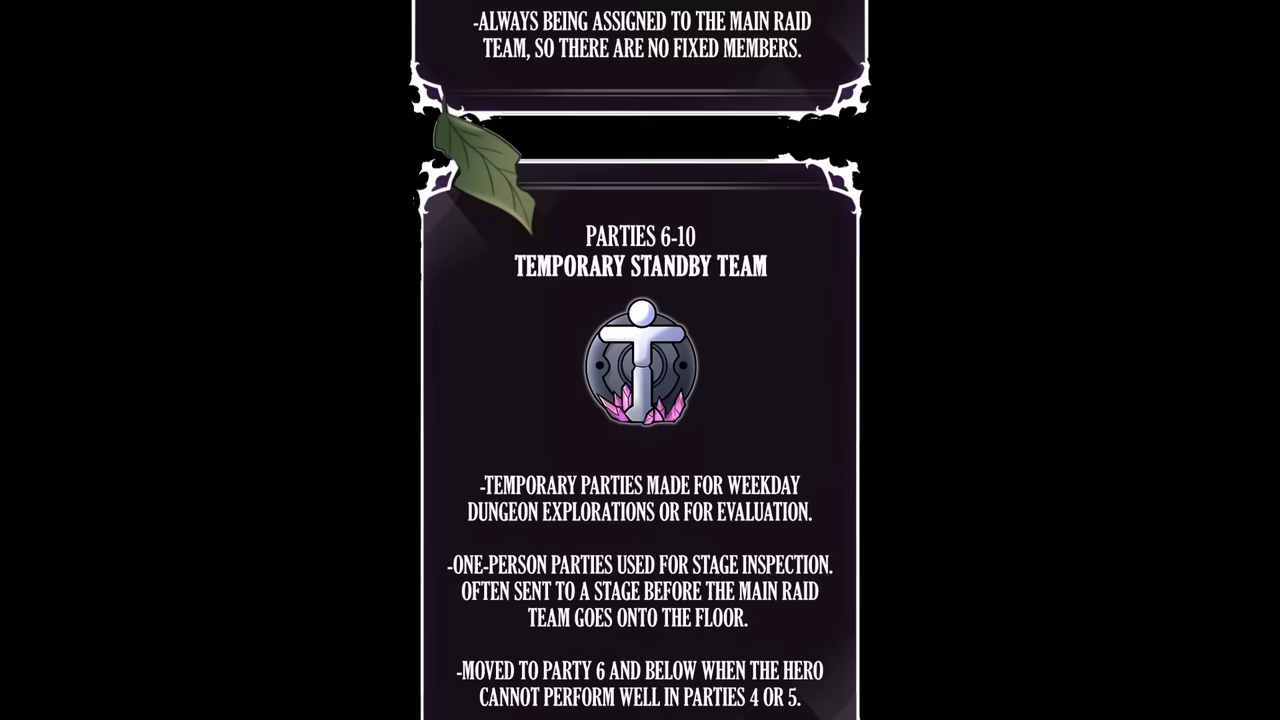 -ALWAYS BEING ASSIGNED TO THE MAIN RAID
TEAM, SO THERE ARE NO FIXED MEMBERS.
PARTIES 6-10
TEMPORARY STANDBY TEAM
-TEMPORARY PARTIES MADE FOR WEEKDAY
DUNGEON EXPLORATIONS OR FOR EVALUATION.
-ONE-PERSON PARTIES USED FOR STAGE INSPECTION.
OFTEN SENT TO A STAGE BEFORE THE MAIN RAID
TEAM GOES ONTO THE FLOOR.
-MOVED TO PARTY 6 AND BELOW WHEN THE HERO
CANNOT PERFORM WELL IN PARTIES 4 OR 5.